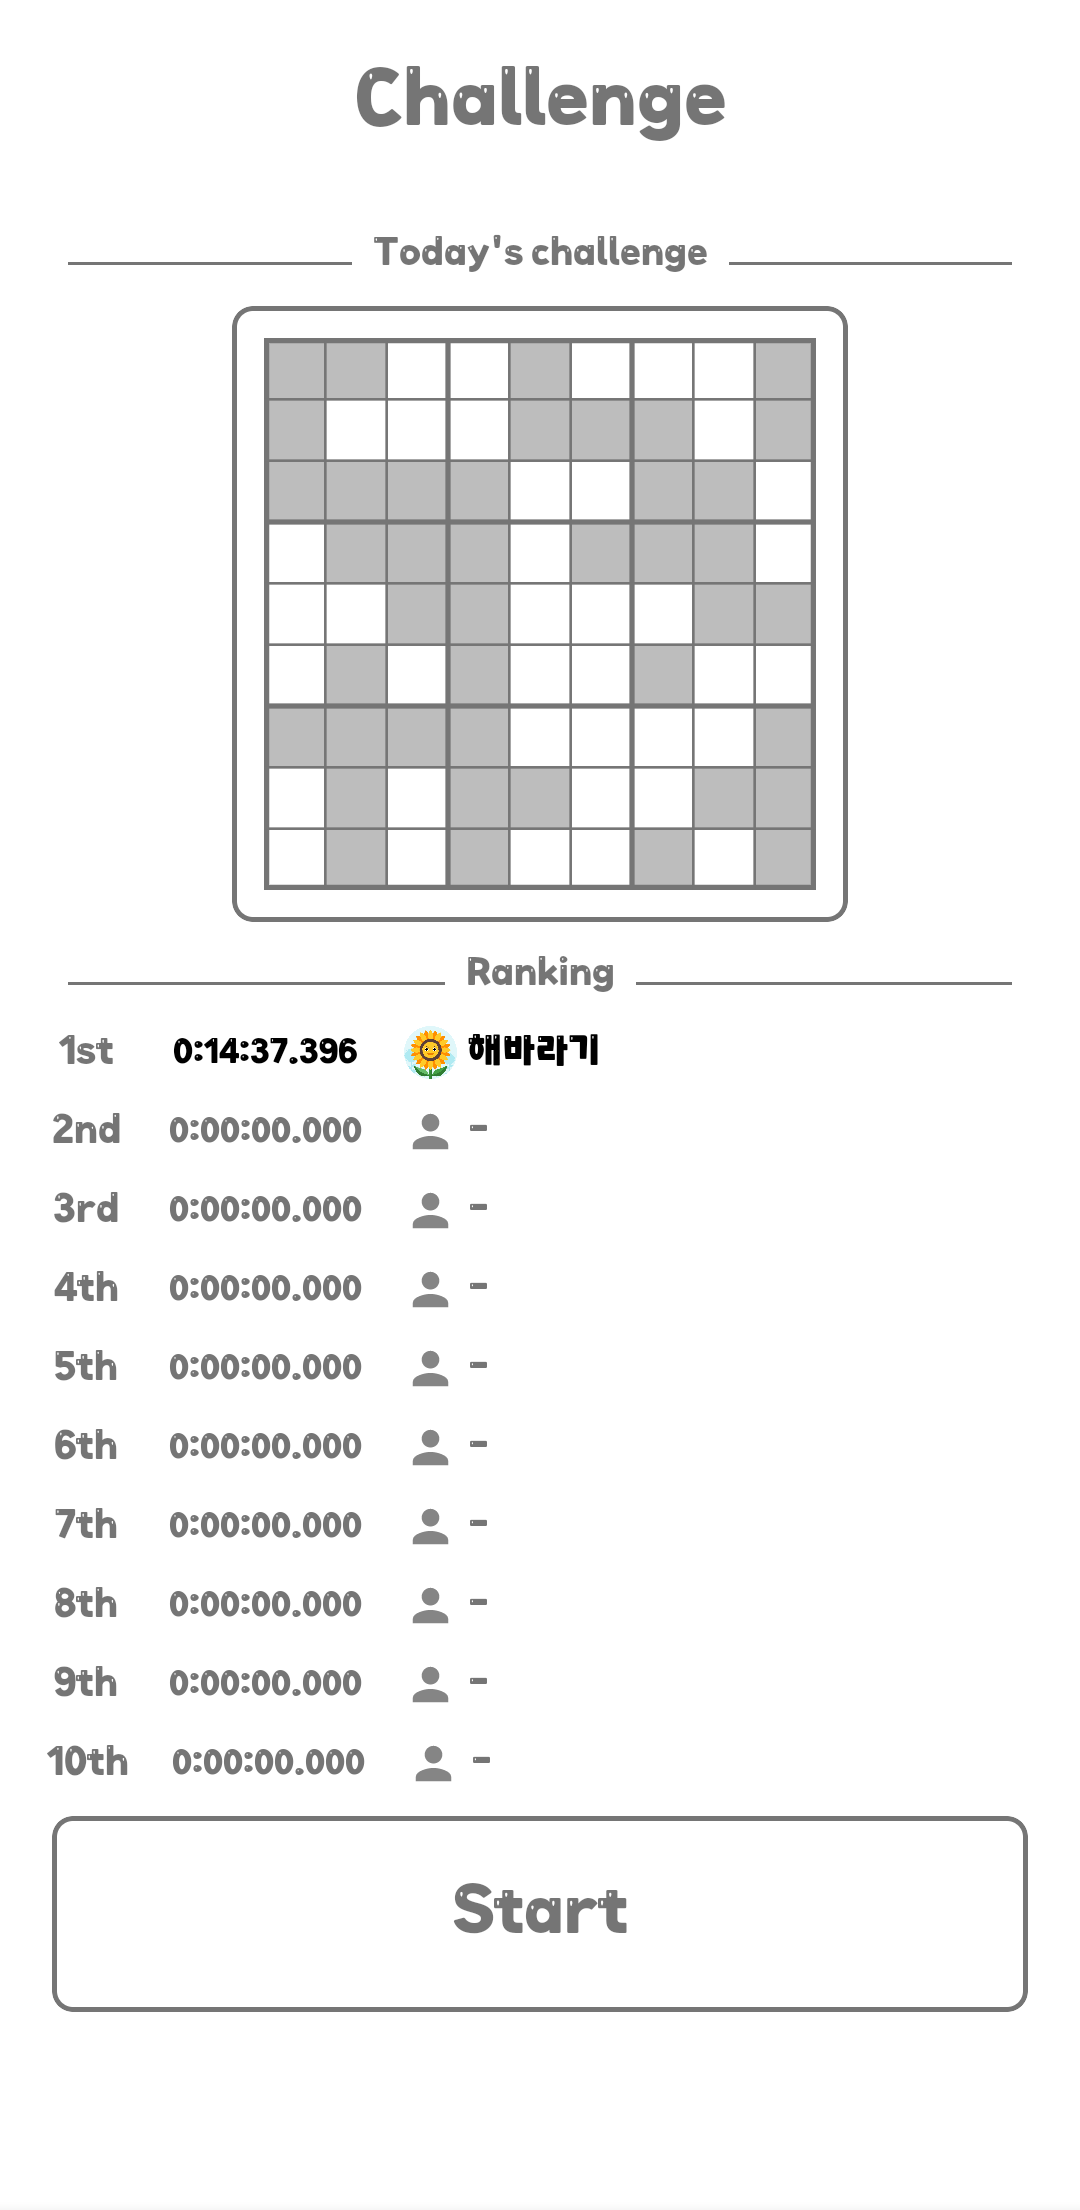 Challenge
Today's challenge
Ranking
1st 0:14:37.396 해바라기
2nd 0:00:00.000 -
3rd 0:00:00.000 -
4th 0:00:00.000 -
5th 0:00:00.000 -
6th 0:00:00.000 -
7th 0:00:00.000 -
8th 0:00:00.000 -
9th 0:00:00.000 -
10th 0:00:00.000 -
Start